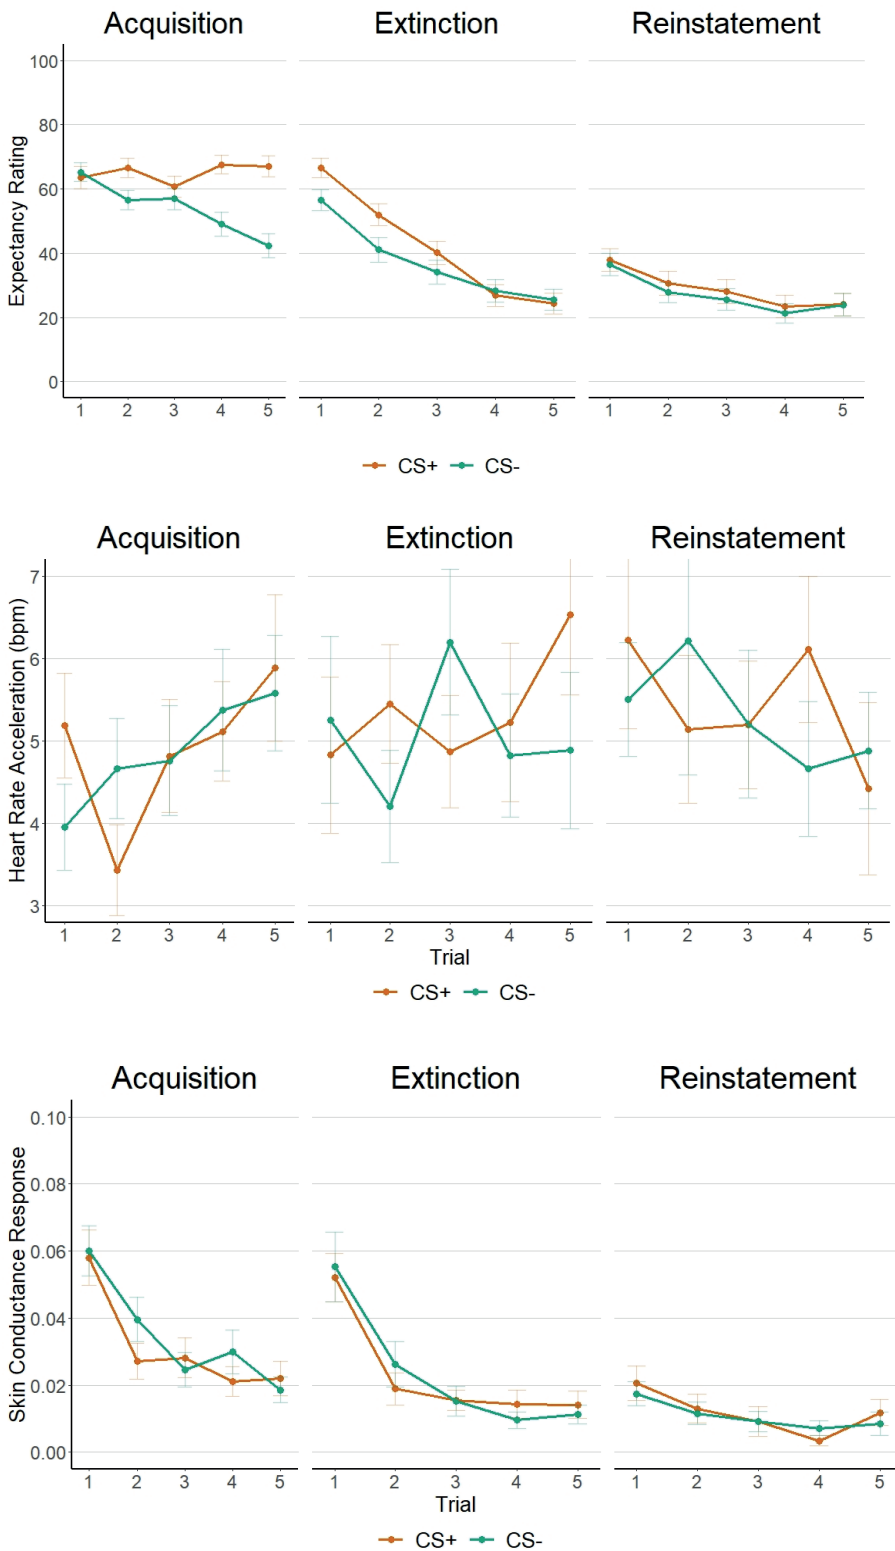 Acquisition Extinction Reinstatement
Expectancy Rating
100
80
60
40
20
0
1 2 3 4 5 1 2 3 4 5 1 2 3 4 5
CS+ CS-
Acquisition Extinction Reinstatement
Heart Rate Acceleration (bpm)
7
6
5
4
3
1 2 3 4 5 1 2 3 4 5 1 2 3 4 5
Trial
CS+ CS-
Acquisition Extinction Reinstatement
Skin Conductance Response
0.10
0.08
0.06
0.04
0.02
0.00
1 2 3 4 5 1 2 3 4 5 1 2 3 4 5
Trial
CS+ CS-